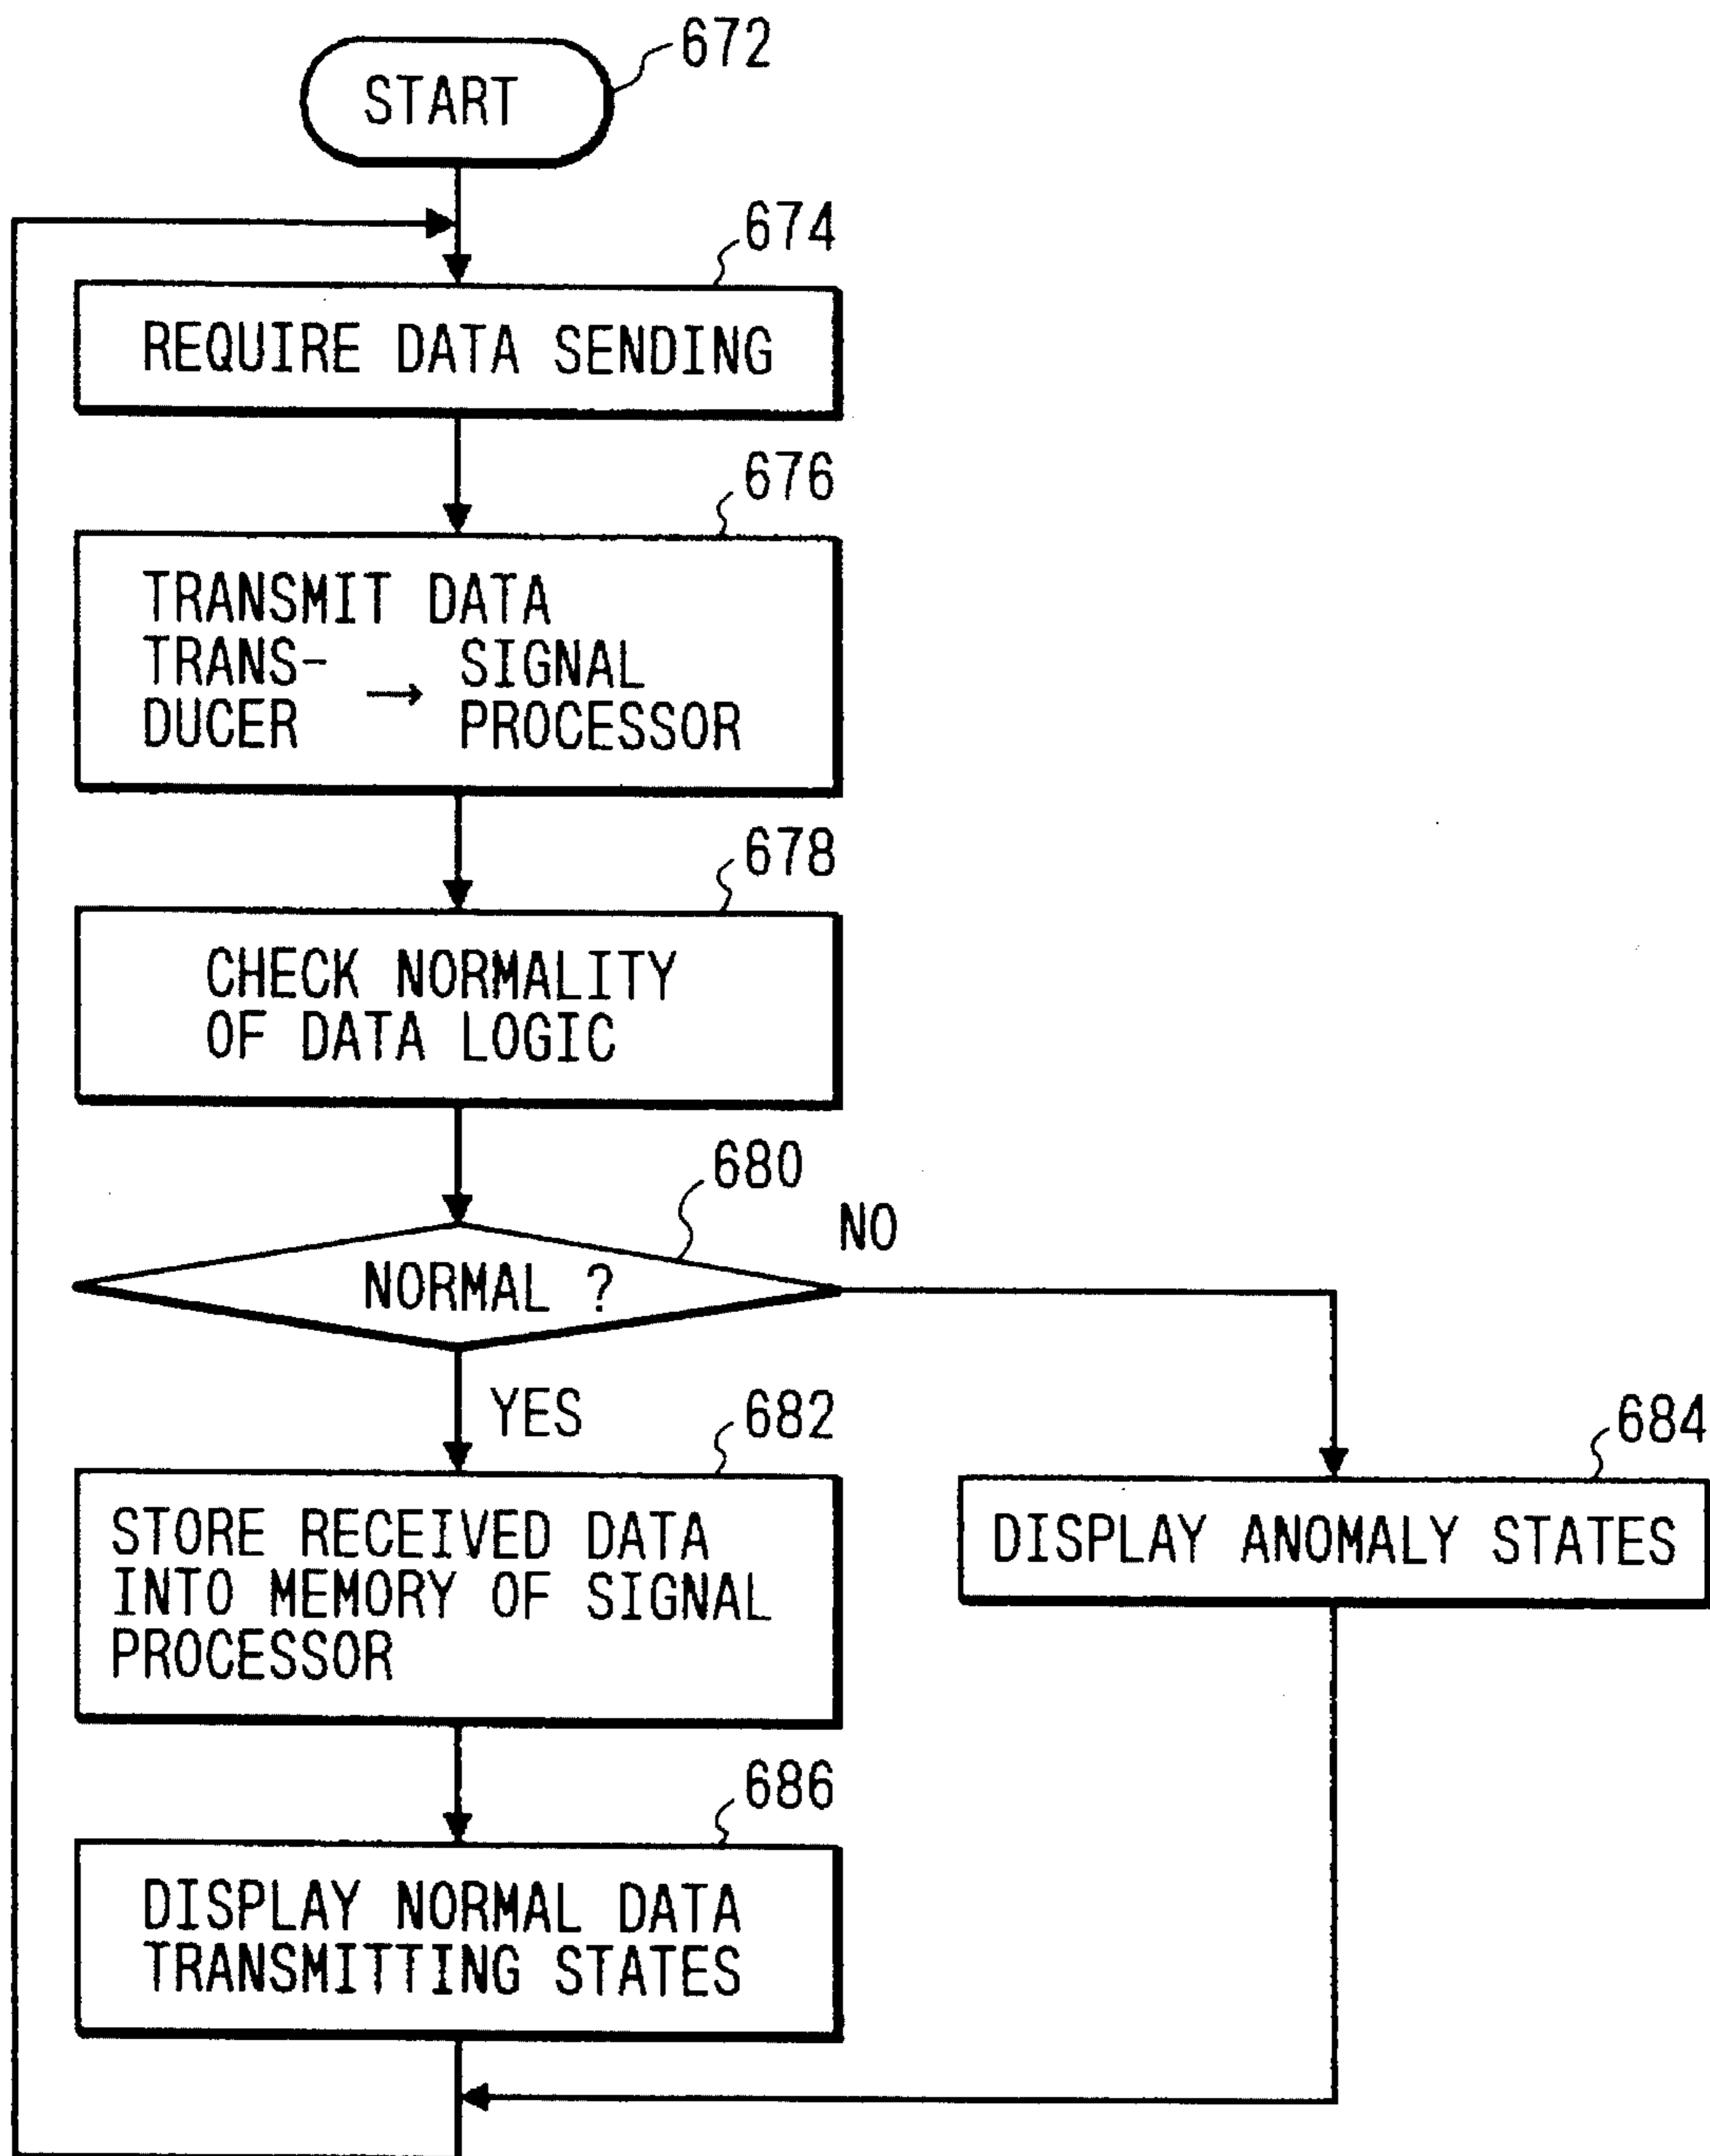 672
START
674
REQUIRE DATA SENDING
676
TRANSMIT DATA
TRANS- → SIGNAL
DUCER PROCESSOR
678
CHECK NORMALITY
OF DATA LOGIC
680
NORMAL ?
NO
YES
682
STORE RECEIVED DATA
INTO MEMORY OF SIGNAL
PROCESSOR
684
DISPLAY ANOMALY STATES
686
DISPLAY NORMAL DATA
TRANSMITTING STATES